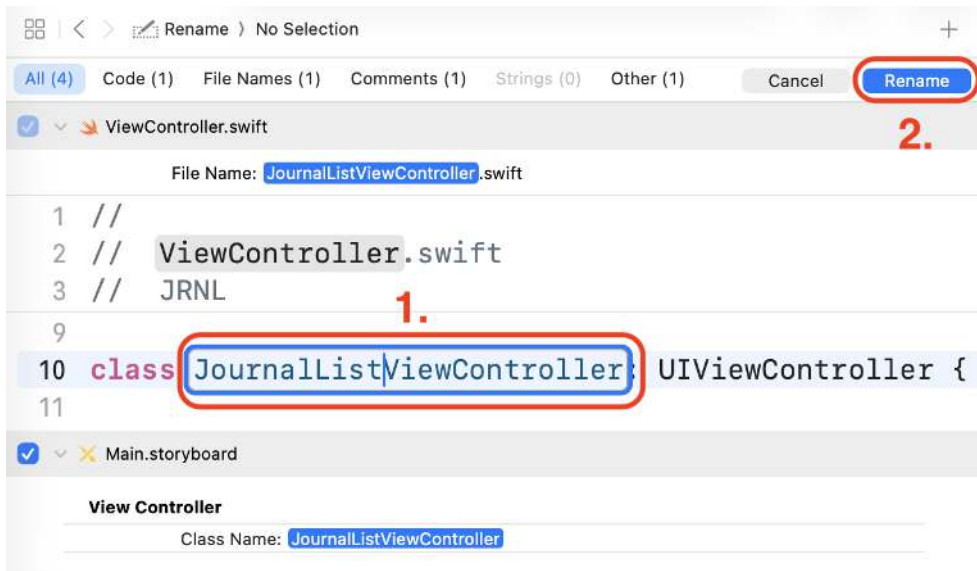 Rename 〉 No Selection
All (4) Code (1) File Names (1) Comments (1) Strings (0) Other (1) Cancel Rename
ViewController.swift
2.
File Name: JournalListViewController.swift
1 //
2 // ViewController.swift
3 // JRNL
1.
9
10 class JournalListViewController: UIViewController {
11
Main.storyboard
View Controller
Class Name: JournalListViewController